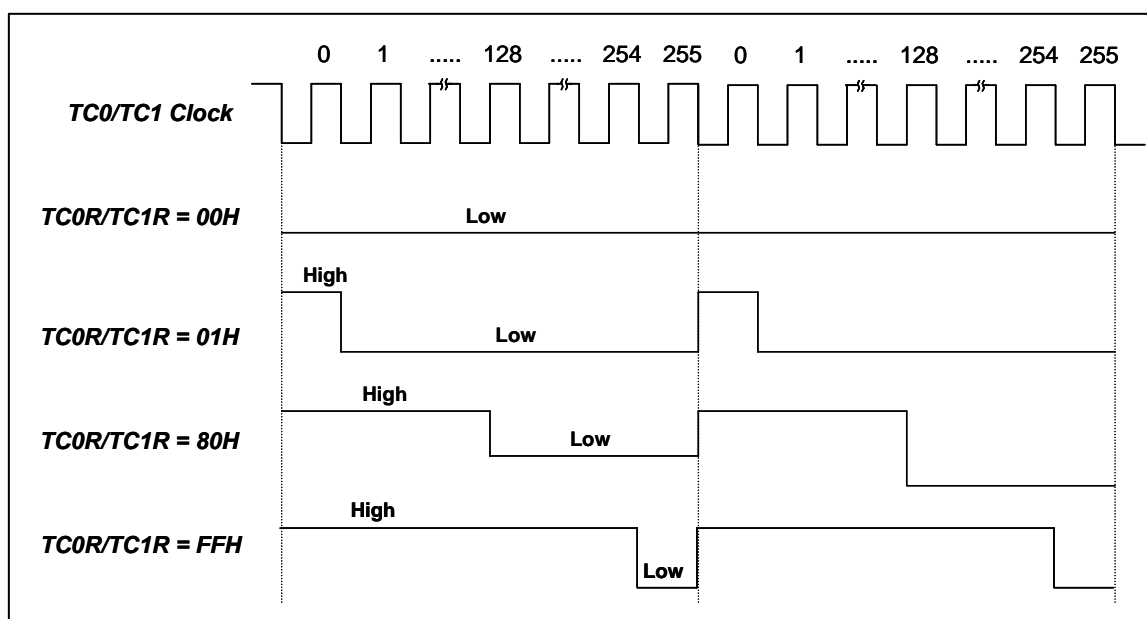 0 1 ..... 128 ..... 254 255 0 1 ..... 128 ..... 254 255
TC0/TC1 Clock
TC0R/TC1R = 00H
Low
High
TC0R/TC1R = 01H
Low
High
TC0R/TC1R = 80H
Low
High
TC0R/TC1R = FFH
Low